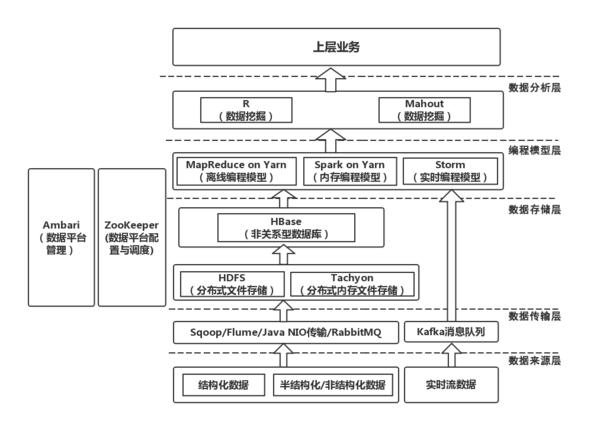 上层业务
数据分析层
R
（数据挖掘）
Mahout
（数据挖掘）
编程模型层
MapReduce on Yarn
（离线编程模型）
Spark on Yarn
（内存编程模型）
Storm
（实时编程模型）
数据存储层
Ambari
（数据平台
管理）
ZooKeeper
(数据平台配
置与调度)
HBase
（非关系型数据库）
HDFS
（分布式文件存储）
Tachyon
（分布式内存文件存储）
数据传输层
Sqoop/Flume/Java NIO传输/RabbitMQ
Kafka消息队列
数据来源层
结构化数据
半结构化/非结构化数据
实时流数据